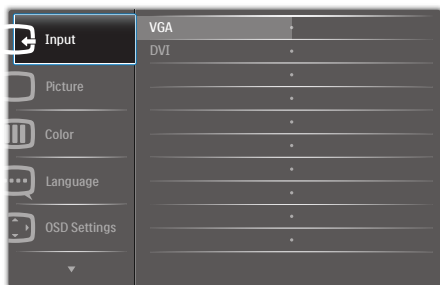 Input
Picture
Color
Language
OSD Settings
VGA
DVI